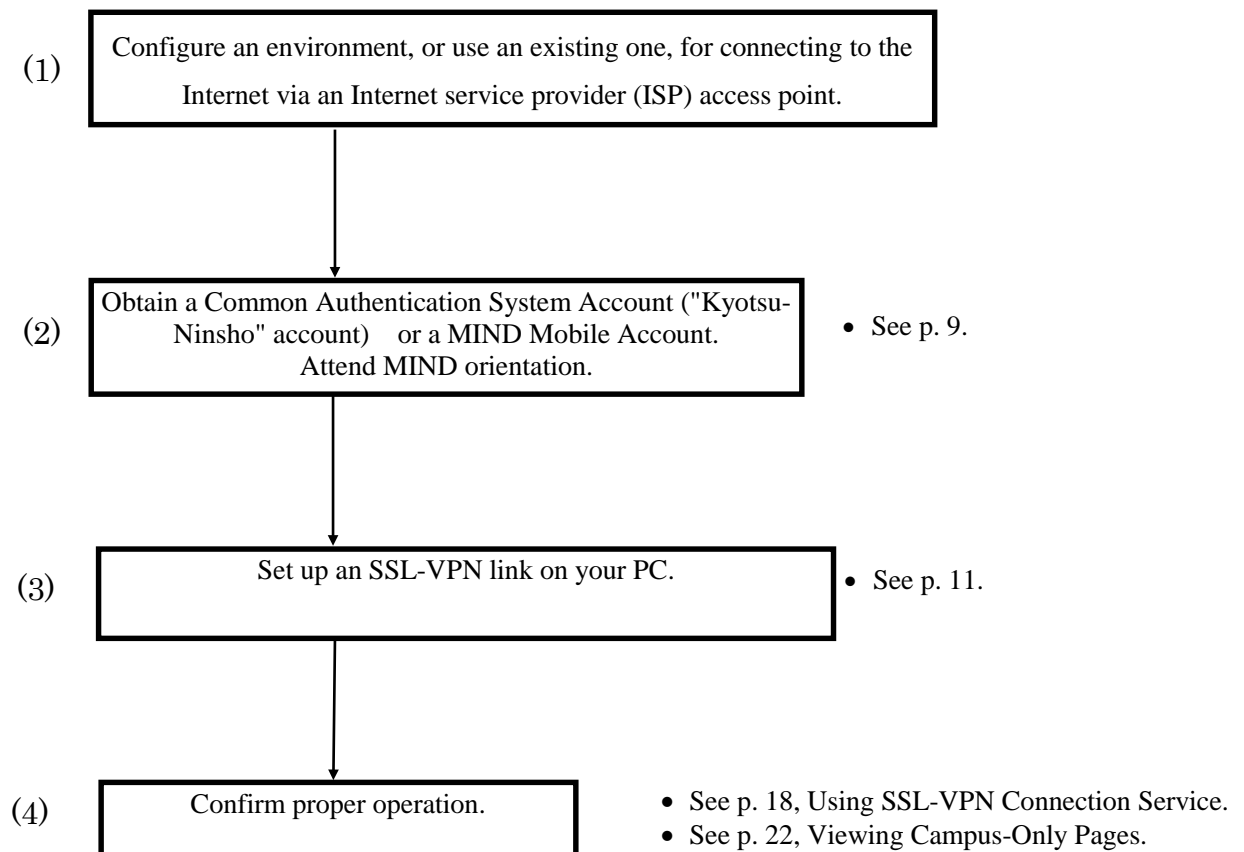 (1)
Configure an environment, or use an existing one, for connecting to the
Internet via an Internet service provider (ISP) access point.
(2)
Obtain a Common Authentication System Account ("Kyotsu-
Ninsho" account) or a MIND Mobile Account.
Attend MIND orientation.
• See p. 9.
(3)
Set up an SSL-VPN link on your PC.
• See p. 11.
(4)
Confirm proper operation.
• See p. 18, Using SSL-VPN Connection Service.
• See p. 22, Viewing Campus-Only Pages.